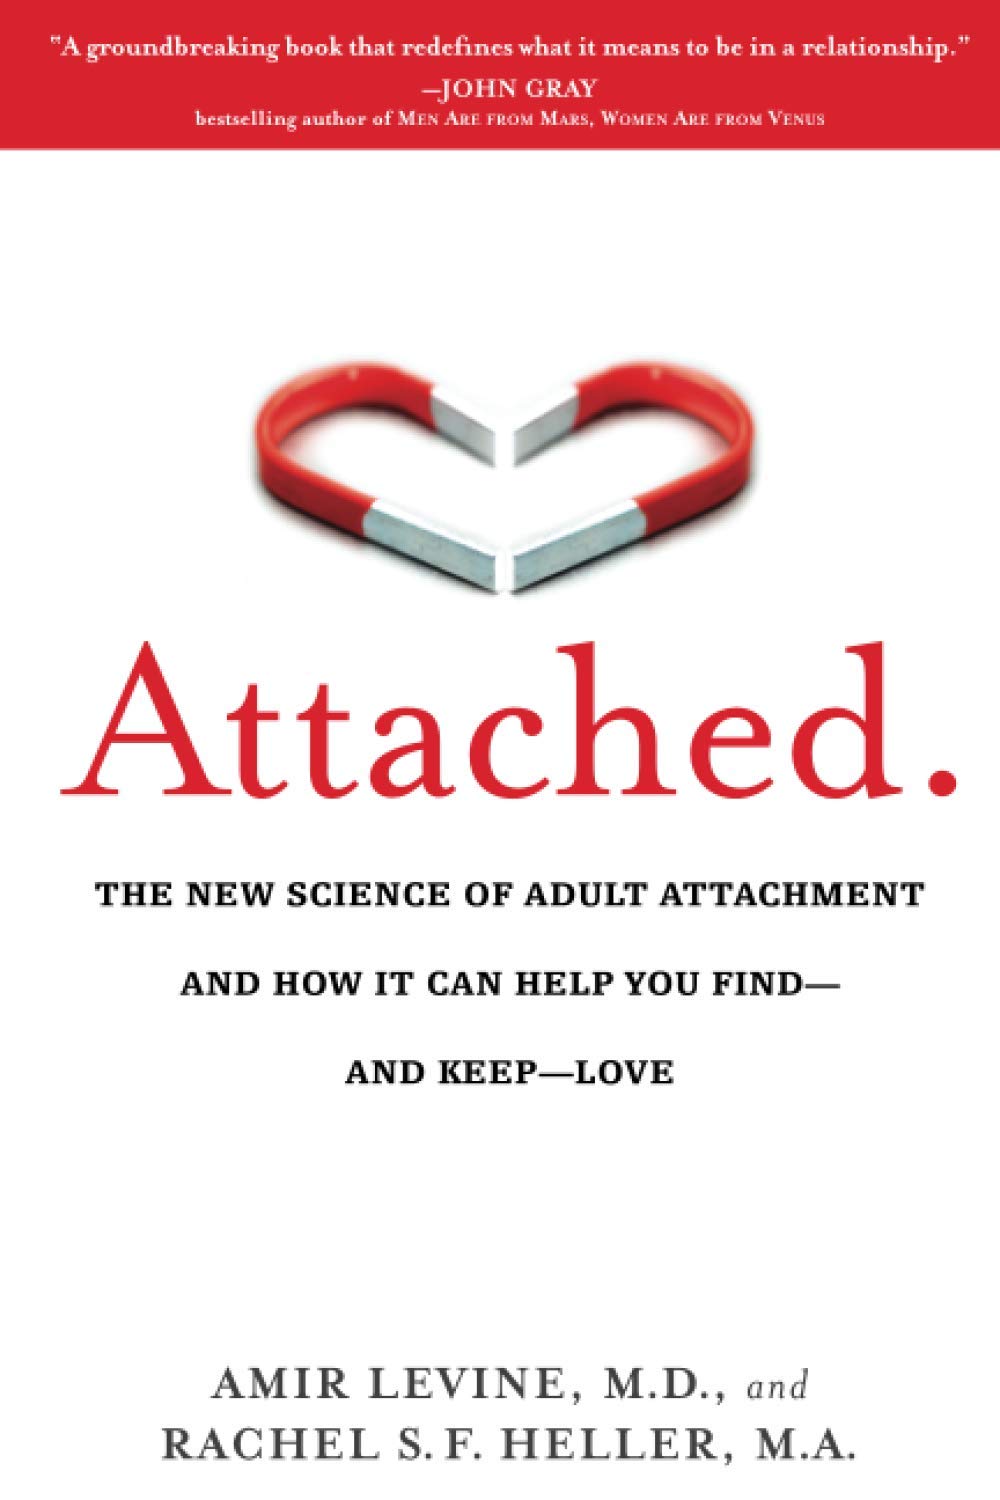 "A groundbreaking book that redefines what it means to be in a relationship."
—JOHN GRAY
bestselling author of MEN ARE FROM MARS, WOMEN ARE FROM VENUS
Attached.
THE NEW SCIENCE OF ADULT ATTACHMENT
AND HOW IT CAN HELP YOU FIND—
AND KEEP—LOVE
AMIR LEVINE, M.D., and
RACHEL S. F. HELLER, M.A.